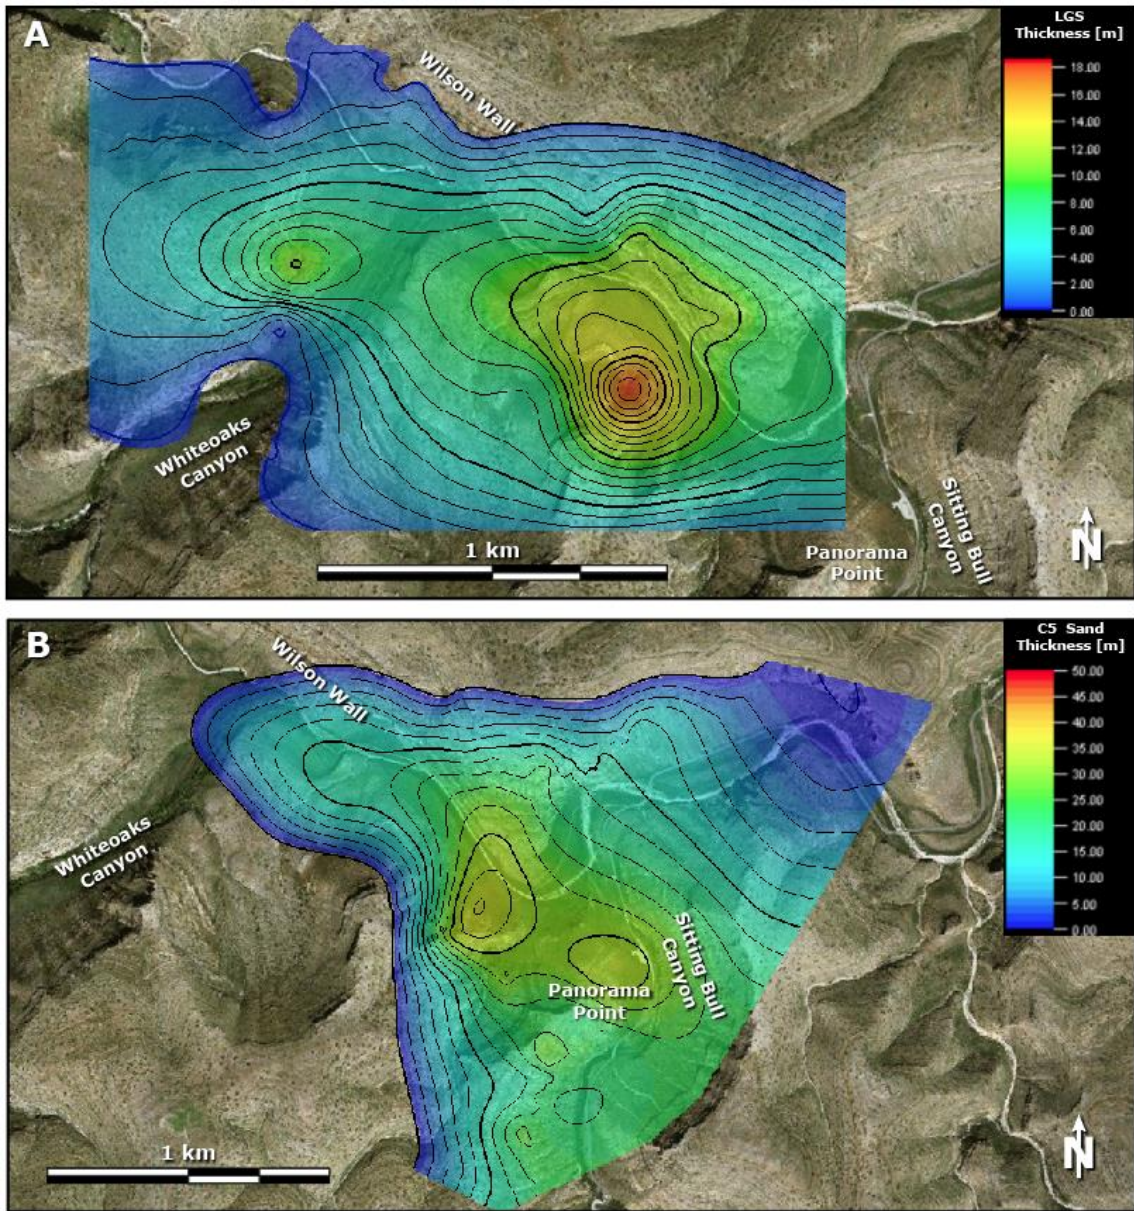 A
LGS
Thickness [m]
18.00
16.00
14.00
12.00
10.00
8.00
6.00
4.00
2.00
0.00
Wilson Wall
Whiteoaks
Canyon
1 km
Panorama
Point
Sitting Bull
Canyon
N
B
C5 Sand
Thickness [m]
50.00
45.00
40.00
35.00
30.00
25.00
20.00
15.00
10.00
5.00
0.00
Wilson Wall
Whiteoaks
Canyon
Sitting Bull
Canyon
Panorama
Point
1 km
N